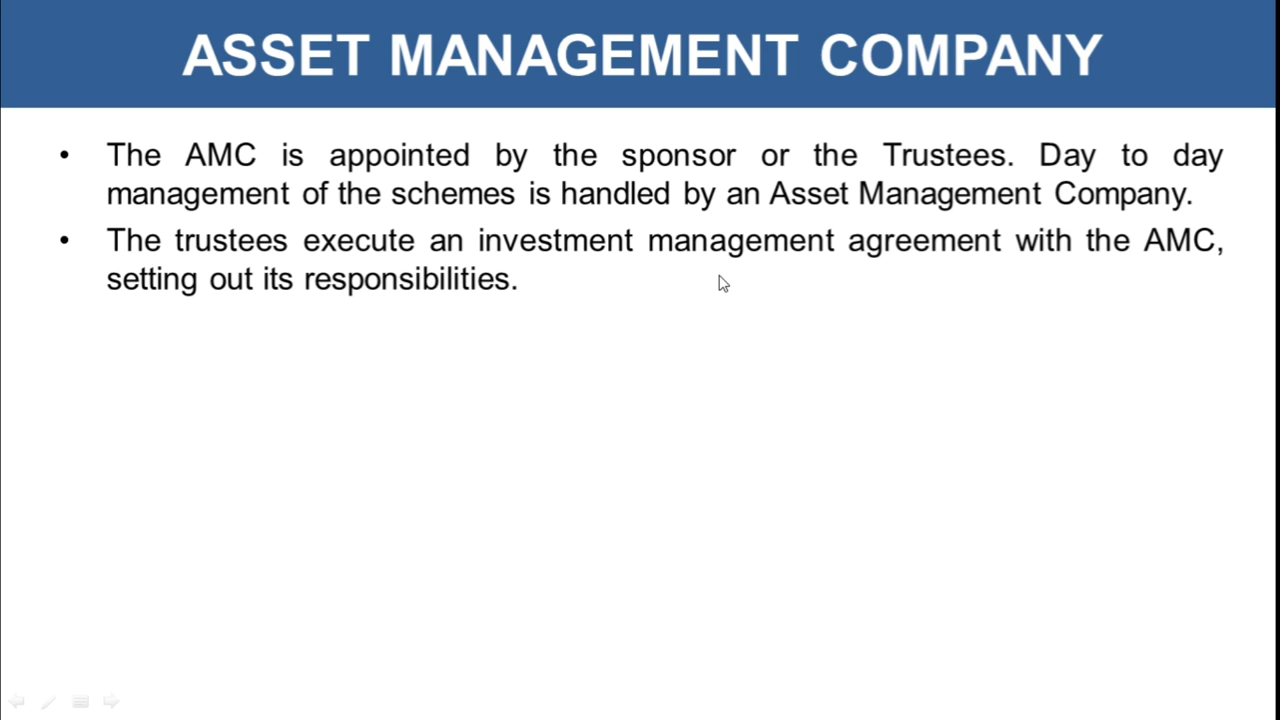 ASSET MANAGEMENT COMPANY
• The AMC is appointed by the sponsor or the Trustees. Day to day
management of the schemes is handled by an Asset Management Company.
• The trustees execute an investment management agreement with the AMC,
setting out its responsibilities.